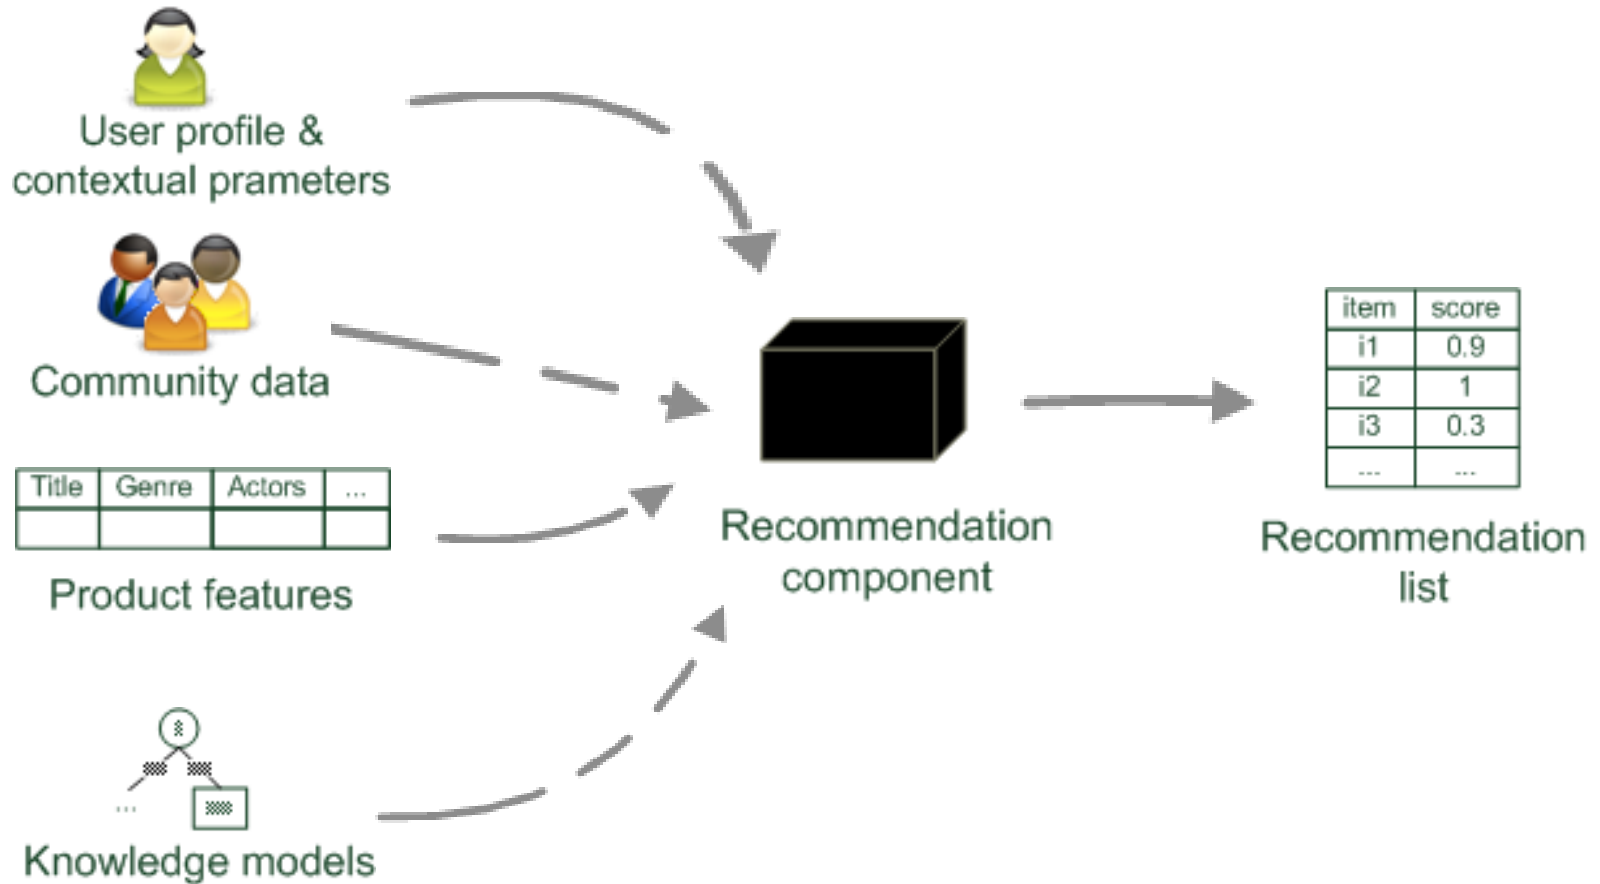 User profile &
contextual prameters
Community data
Title Genre Actors ...
Product features
...
Knowledge models
Recommendation
component
item score
i1 0.9
i2 1
i3 0.3
... ...
Recommendation
list